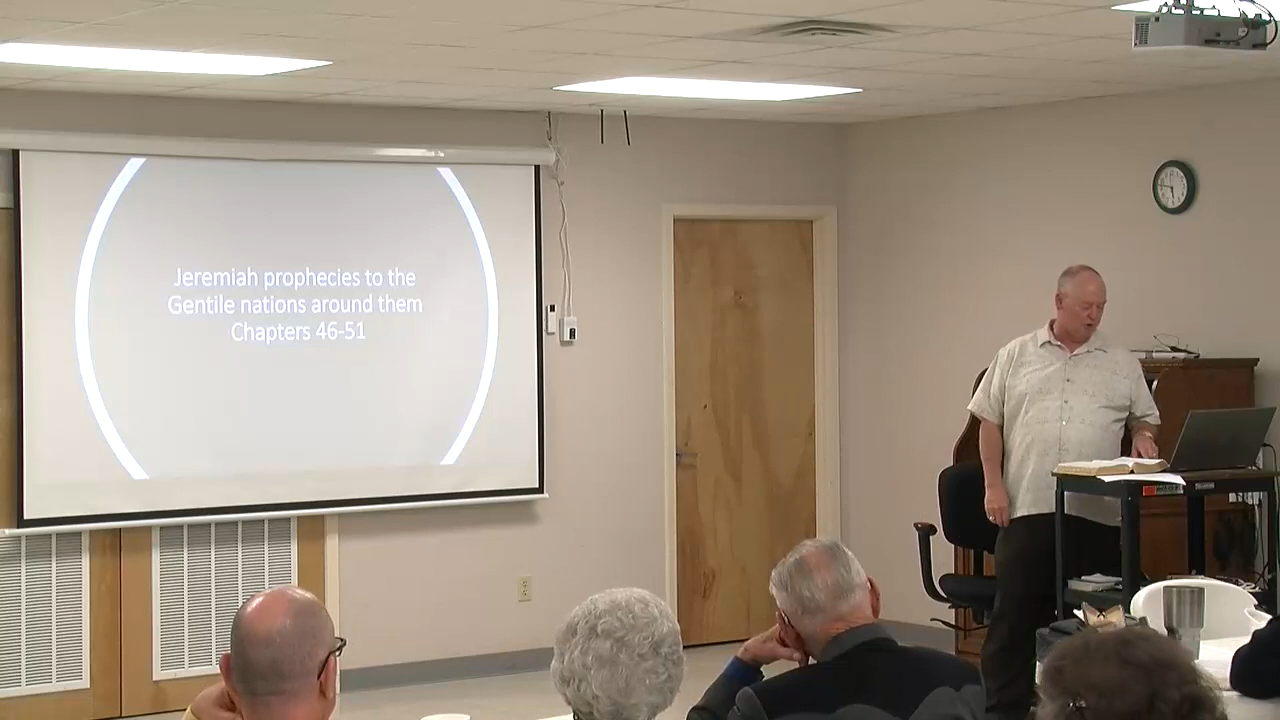 Jeremiah prophecies to the
Gentile nations around them
Chapters 46-51